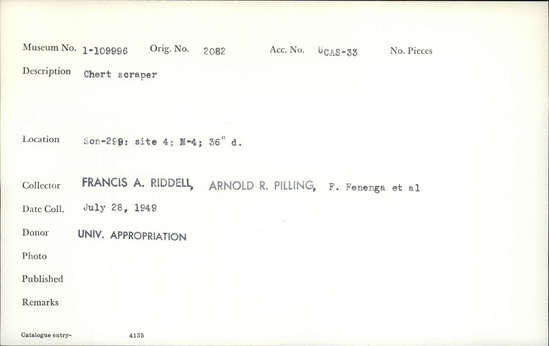 Museum No. 1-109996 Orig. No. 2082 Acc. No. UCAS-33 No. Pieces
Description Chert scraper
Location Son-299: site 4: N-4; 36" d.
Collector FRANCIS A. RIDDELL, ARNOLD R. PILLING, F. Fenenga et al
Date Coll. July 28, 1949
Donor UNIV. APPROPRIATION
Photo
Published
Remarks
Catalogue entry- 4135